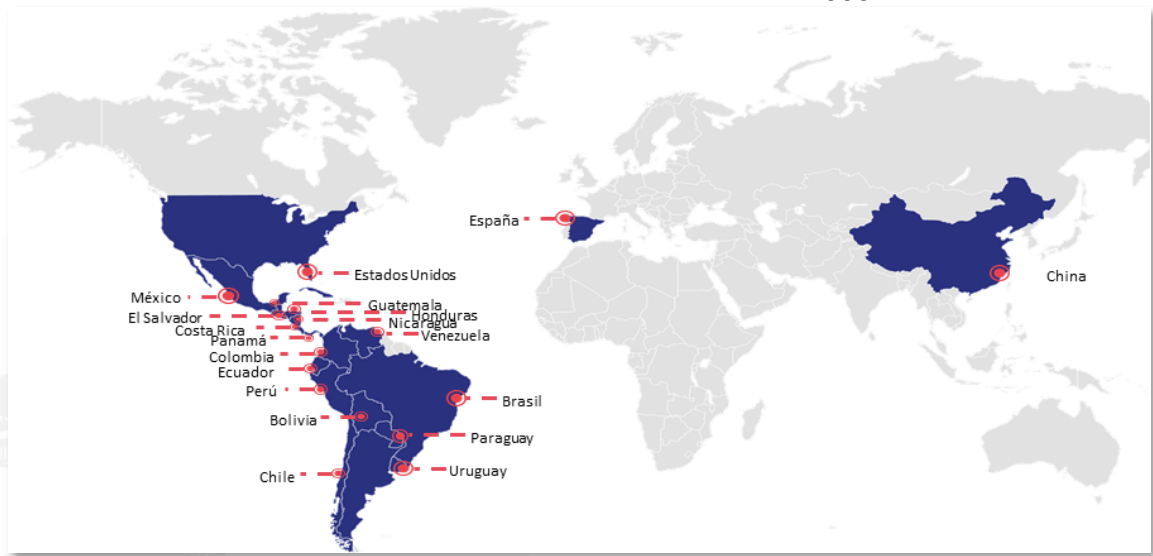 España
Estados Unidos
China
México
Guatemala
El Salvador
Honduras
Nicaragua
Costa Rica
Venezuela
Panamá
Colombia
Ecuador
Perú
Brasil
Bolivia
Paraguay
Uruguay
Chile